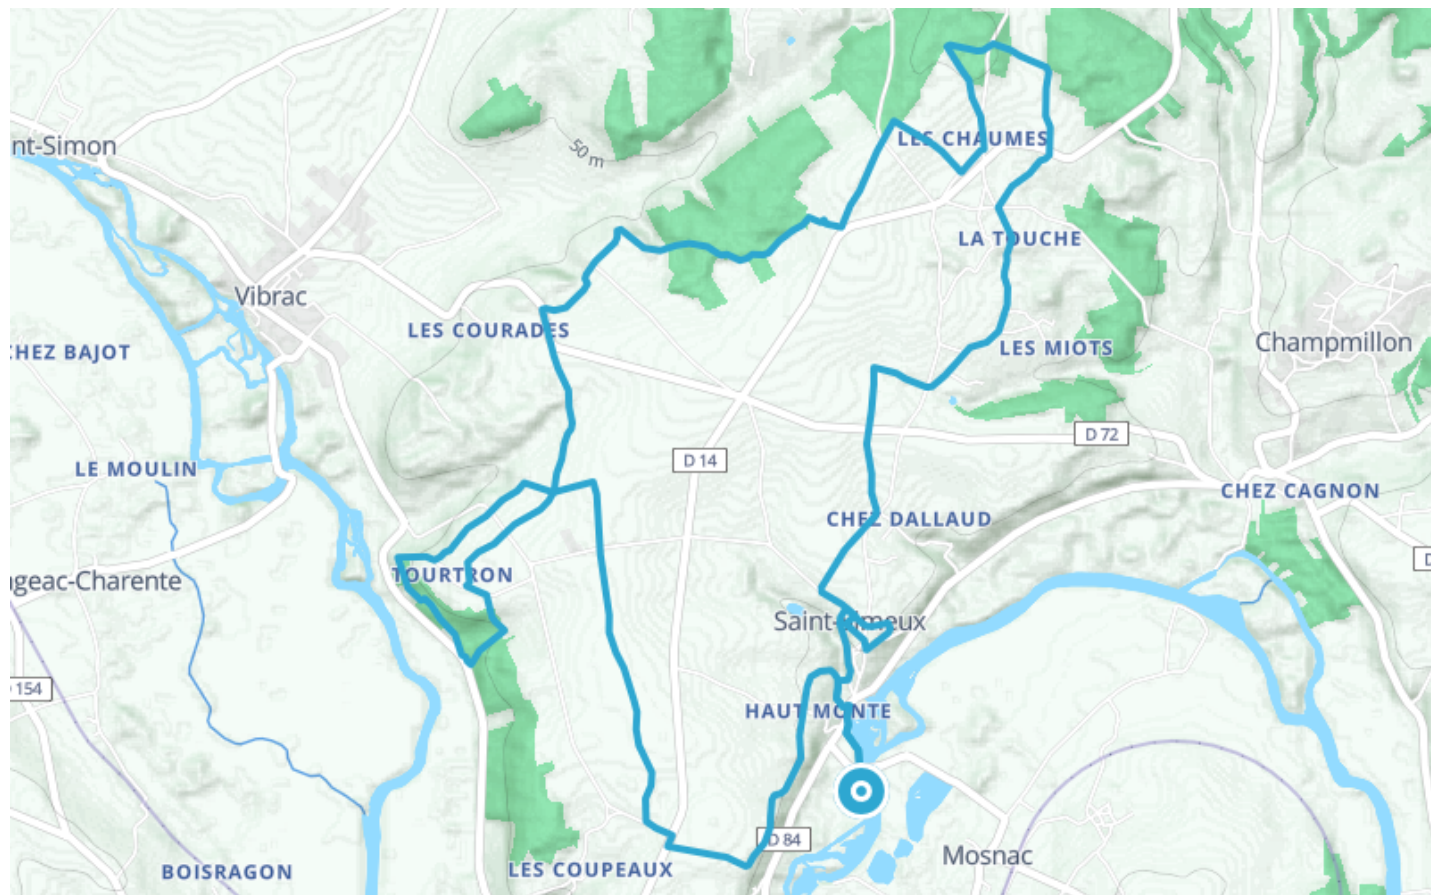 LES CHAUMES
nt-Simon
50 m
LA TOUCHE
Vibrac
LES COURADES
CHEZ BAJOT
LES MIOTS
Champmillon
D 72
D 14
LE MOULIN
CHEZ CAGNON
CHEZ DALLAUD
TOURTRON
ngeac-Charente
Saint-Simeux
154
HAUT MONTE
D 84
Mosnac
LES COUPEAUX
BOISRAGON